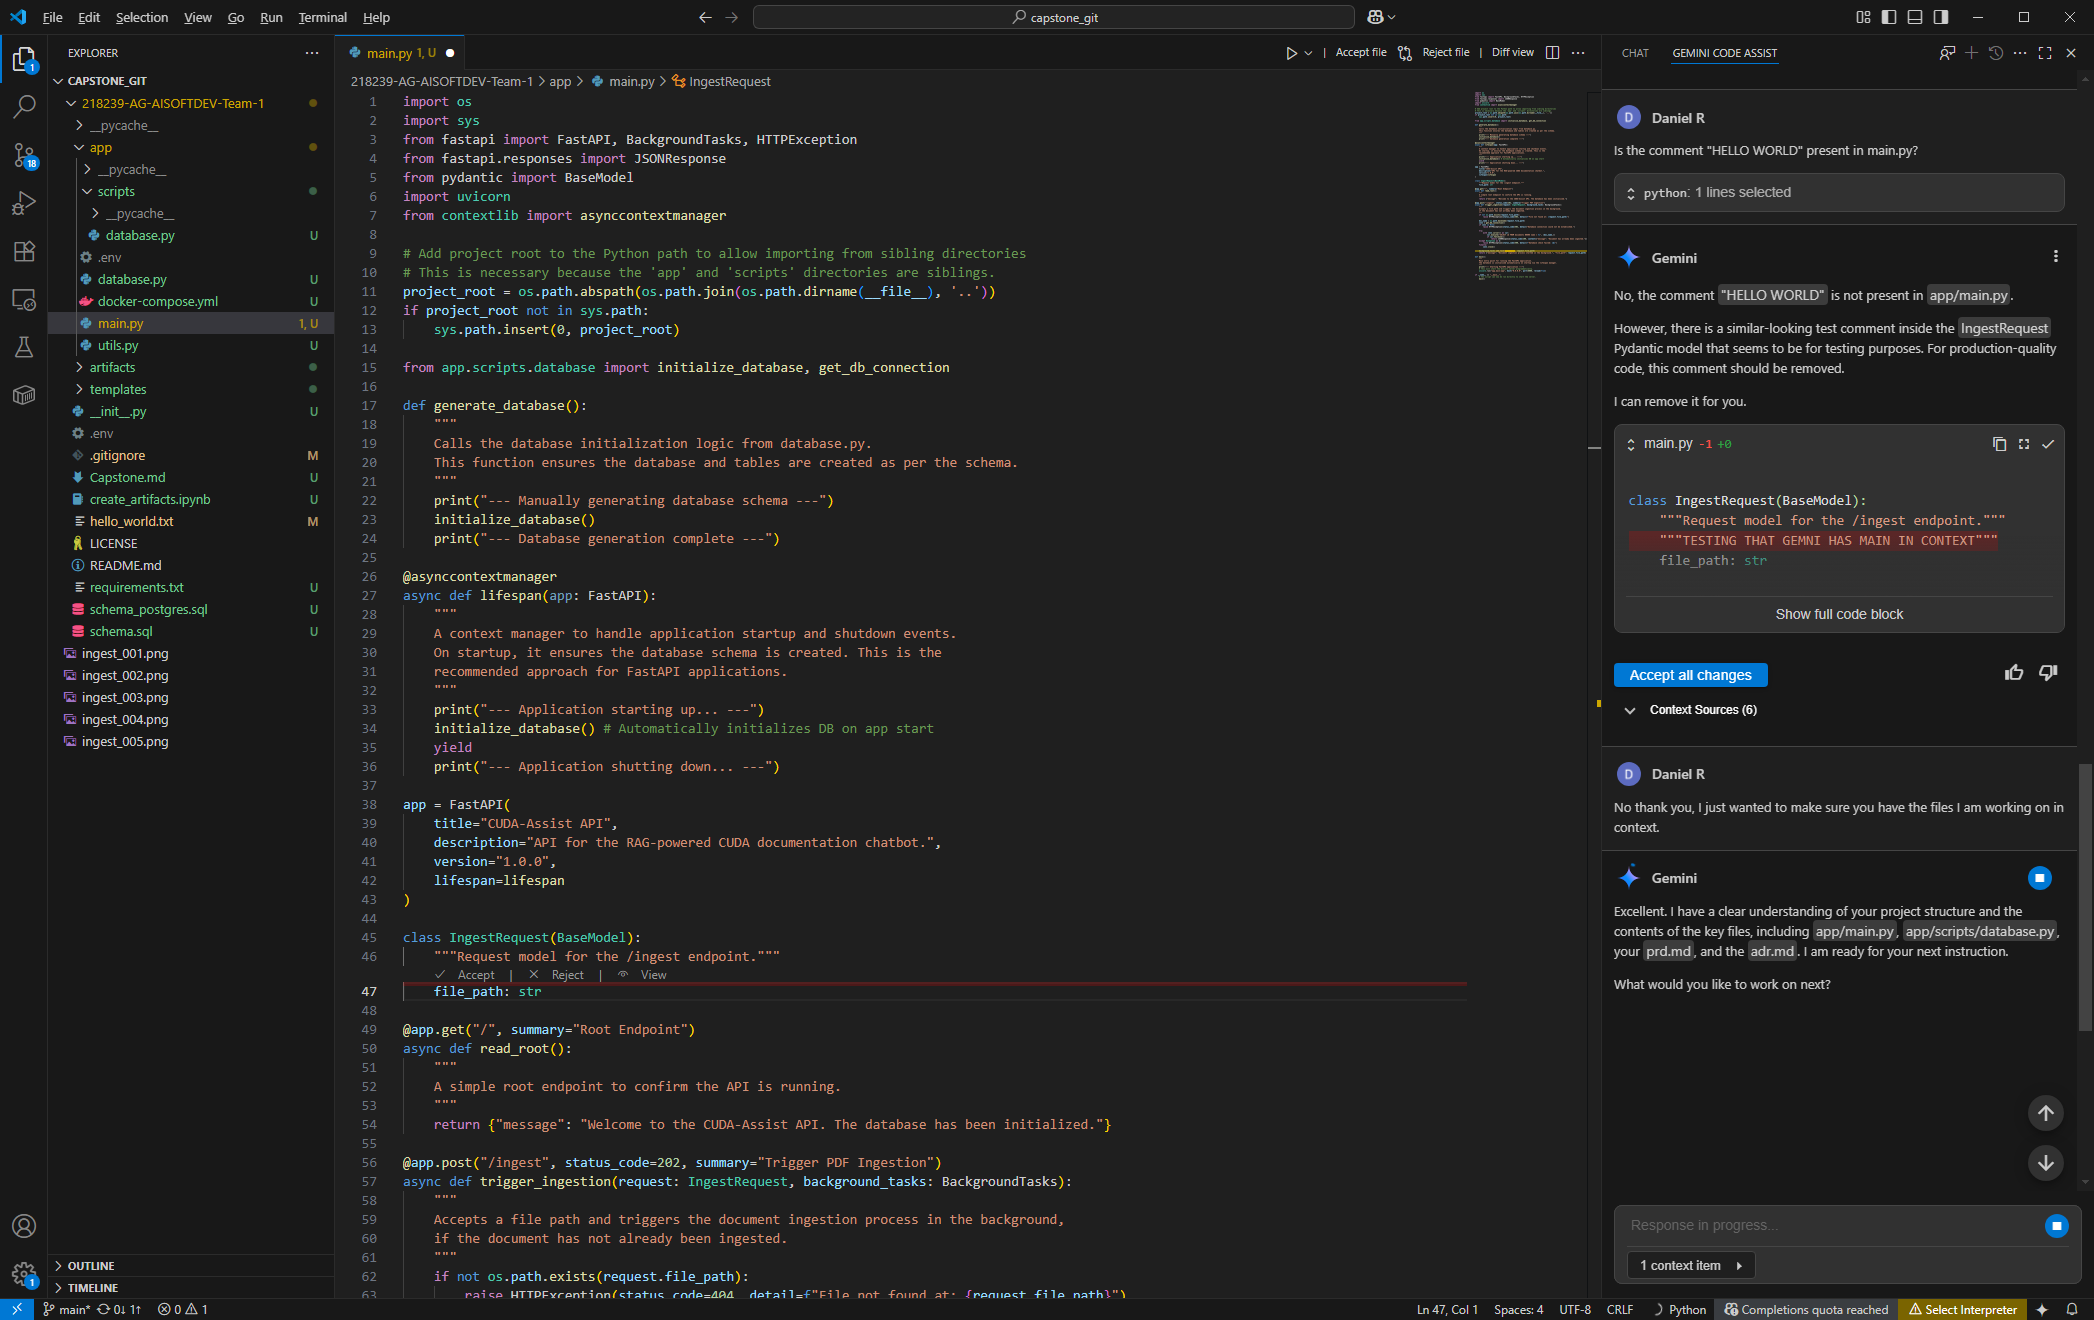 File Edit Selection View Go Run Terminal Help
capstone_git
EXPLORER
CAPSTONE_GIT
218239-AG-AISOFTDEV-Team-1
__pycache__
app
__pycache__
scripts
__pycache__
database.py U
.env
database.py U
docker-compose.yml U
main.py 1, U
utils.py U
artifacts
templates
__init__.py U
.env
.gitignore M
Capstone.md U
create_artifacts.ipynb U
hello_world.txt M
LICENSE
README.md
requirements.txt U
schema_postgres.sql U
schema.sql U
ingest_001.png
ingest_002.png
ingest_003.png
ingest_004.png
ingest_005.png
OUTLINE
TIMELINE
1
18
1
main.py 1, U
Accept file Reject file | Diff view
218239-AG-AISOFTDEV-Team-1 > app > main.py > IngestRequest
1 import os
2 import sys
3 from fastapi import FastAPI, BackgroundTasks, HTTPException
4 from fastapi.responses import JSONResponse
5 from pydantic import BaseModel
6 import uvicorn
7 from contextlib import asynccontextmanager
8
9 # Add project root to the Python path to allow importing from sibling directories
10 # This is necessary because the 'app' and 'scripts' directories are siblings.
11 project_root = os.path.abspath(os.path.join(os.path.dirname(__file__), '..'))
12 if project_root not in sys.path:
13 sys.path.insert(0, project_root)
14
15 from app.scripts.database import initialize_database, get_db_connection
16
17 def generate_database():
18 """
19 Calls the database initialization logic from database.py.
20 This function ensures the database and tables are created as per the schema.
21 """
22 print("--- Manually generating database schema ---")
23 initialize_database()
24 print("--- Database generation complete ---")
25
26 @asynccontextmanager
27 async def lifespan(app: FastAPI):
28 """
29 A context manager to handle application startup and shutdown events.
30 On startup, it ensures the database schema is created. This is the
31 recommended approach for FastAPI applications.
32 """
33 print("--- Application starting up... ---")
34 initialize_database() # Automatically initializes DB on app start
35 yield
36 print("--- Application shutting down... ---")
37
38 app = FastAPI(
39 title="CUDA-Assist API",
40 description="API for the RAG-powered CUDA documentation chatbot.",
41 version="1.0.0",
42 lifespan=lifespan
43 )
44
45 class IngestRequest(BaseModel):
46 """Request model for the /ingest endpoint."""
Accept | Reject | View
47 file_path: str
48
49 @app.get("/", summary="Root Endpoint")
50 async def read_root():
51 """
52 A simple root endpoint to confirm the API is running.
53 """
54 return {"message": "Welcome to the CUDA-Assist API. The database has been initialized."}
55
56 @app.post("/ingest", status_code=202, summary="Trigger PDF Ingestion")
57 async def trigger_ingestion(request: IngestRequest, background_tasks: BackgroundTasks):
58 """
59 Accepts a file path and triggers the document ingestion process in the background,
60 if the document has not already been ingested.
61 """
62 if not os.path.exists(request.file_path):
63 raise HTTPException(status_code=404, detail=f"File not found at: {request.file_path}")
CHAT GEMINI CODE ASSIST
D Daniel R
Is the comment "HELLO WORLD" present in main.py?
python: 1 lines selected
Gemini
No, the comment "HELLO WORLD" is not present in app/main.py.
However, there is a similar-looking test comment inside the IngestRequest
Pydantic model that seems to be for testing purposes. For production-quality
code, this comment should be removed.
I can remove it for you.
main.py -1 +0
class IngestRequest(BaseModel):
"""Request model for the /ingest endpoint."""
"""TESTING THAT GEMNI HAS MAIN IN CONTEXT"""
file_path: str
Show full code block
Accept all changes
Context Sources (6)
D Daniel R
No thank you, I just wanted to make sure you have the files I am working on in
context.
Gemini
Excellent. I have a clear understanding of your project structure and the
contents of the key files, including app/main.py, app/scripts/database.py,
your prd.md, and the adr.md. I am ready for your next instruction.
What would you like to work on next?
Response in progress...
1 context item
main* 0↓ 1↑ 0 1
Ln 47, Col 1 Spaces: 4 UTF-8 CRLF Python Completions quota reached Select Interpreter